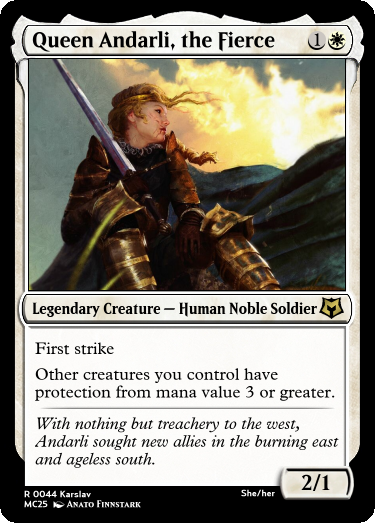 Queen Andarli, the Fierce 1
Legendary Creature — Human Noble Soldier
First strike
Other creatures you control have
protection from mana value 3 or greater.
With nothing but treachery to the west,
Andarli sought new allies in the burning east
and ageless south.
2/1
R 0044 Karslav She/her
MC25 Anato Finnstark